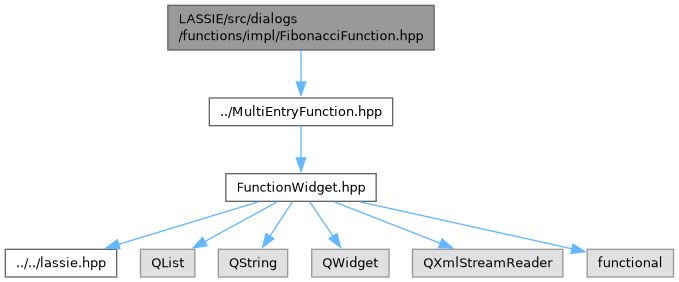 LASSIE/src/dialogs
/functions/impl/FibonacciFunction.hpp
../MultiEntryFunction.hpp
FunctionWidget.hpp
../../lassie.hpp
QList
QString
QWidget
QXmlStreamReader
functional